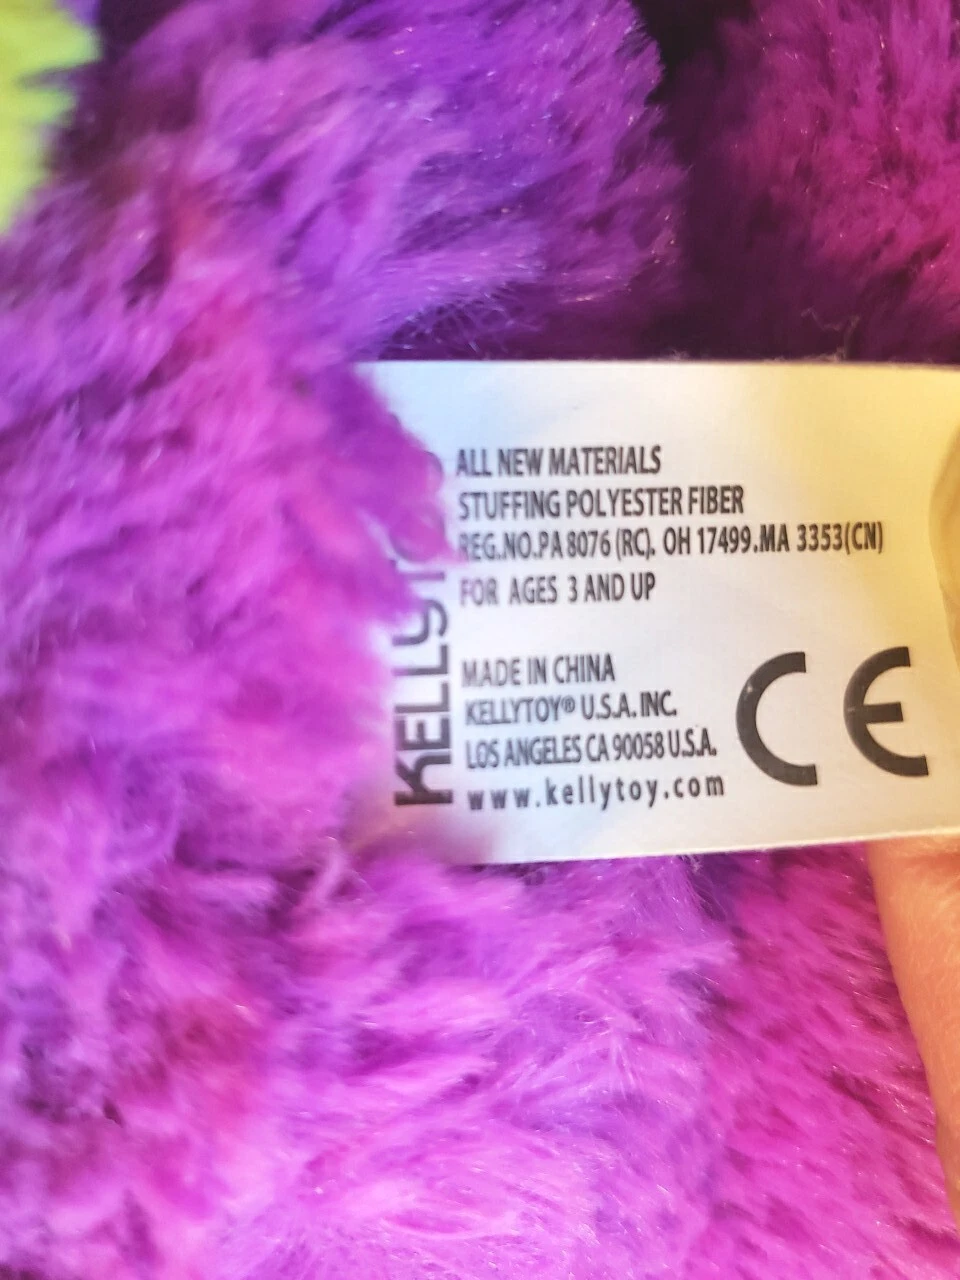 ALL NEW MATERIALS
STUFFING POLYESTER FIBER
REG.NO.PA 8076 (RC). OH 17499.MA 3353(CN)
FOR AGES 3 AND UP
MADE IN CHINA
KELLYTOY® U.S.A. INC.
LOS ANGELES CA 90058 U.S.A.
www.kellytoy.com
CE